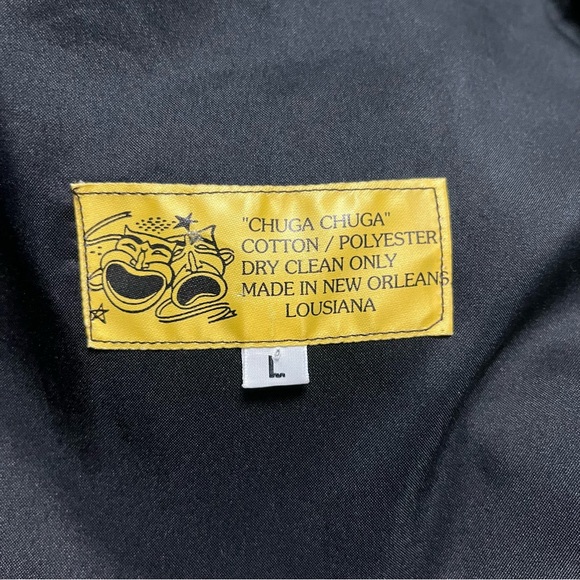 "CHUGA CHUGA"
COTTON / POLYESTER
DRY CLEAN ONLY
MADE IN NEW ORLEANS
LOUSIANA
L